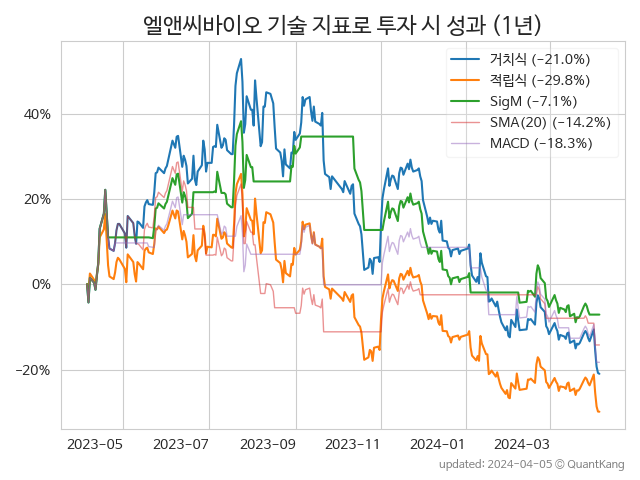 엘앤씨바이오 기술 지표로 투자 시 성과 (1년)
거치식 (−21.0%)
적립식 (−29.8%)
SigM (−7.1%)
SMA(20) (−14.2%)
MACD (−18.3%)
40%
20%
0%
−20%
2023-05 2023-07 2023-09 2023-11 2024-01 2024-03
updated: 2024-04-05 © QuantKang